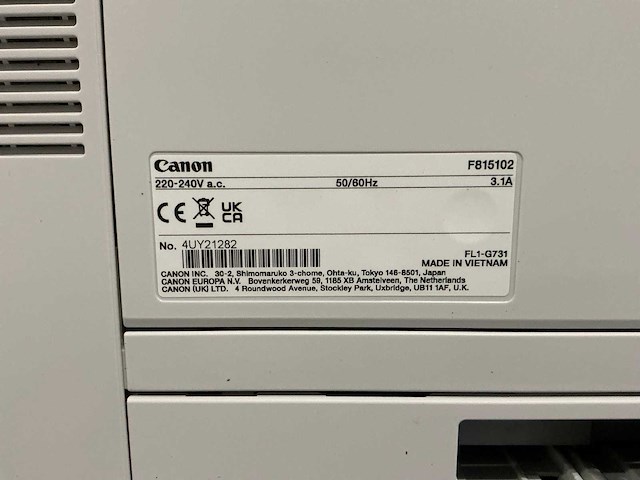 Canon F815102
220-240V a.c. 50/60Hz 3.1A
CE UK CA
No. 4UY21282
FL1-G731
MADE IN VIETNAM
CANON INC. 30-2, Shimomaruko 3-chome, Ohta-ku, Tokyo 146-8501, Japan
CANON EUROPA N.V. Bovenkerkerweg 59, 1185 XB Amstelveen, The Netherlands
CANON (UK) LTD. 4 Roundwood Avenue, Stockley Park, Uxbridge, UB11 1AF, U.K.